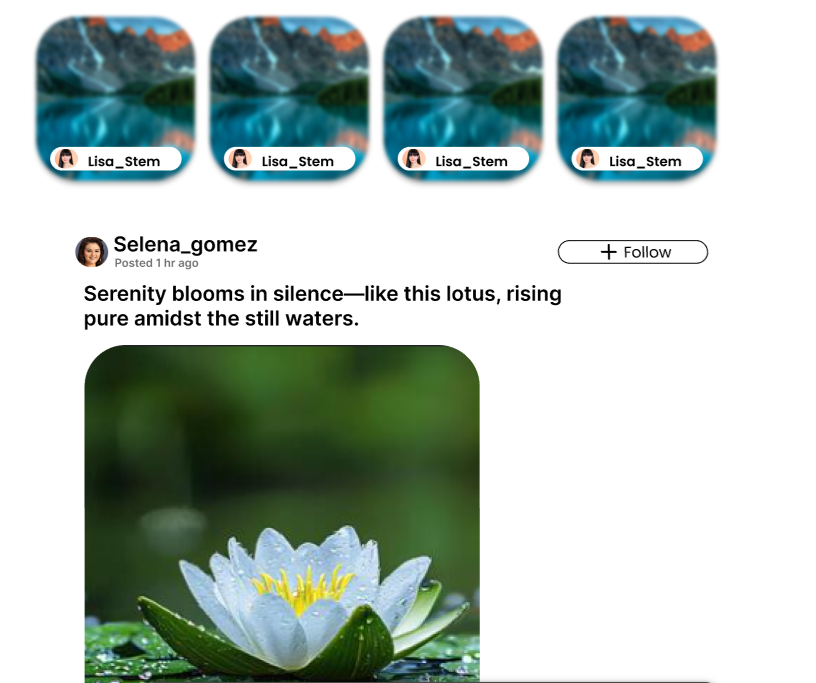 Lisa_Stem
Lisa_Stem
Lisa_Stem
Lisa_Stem
Selena_gomez
Posted 1 hr ago
+ Follow
Serenity blooms in silence—like this lotus, rising
pure amidst the still waters.